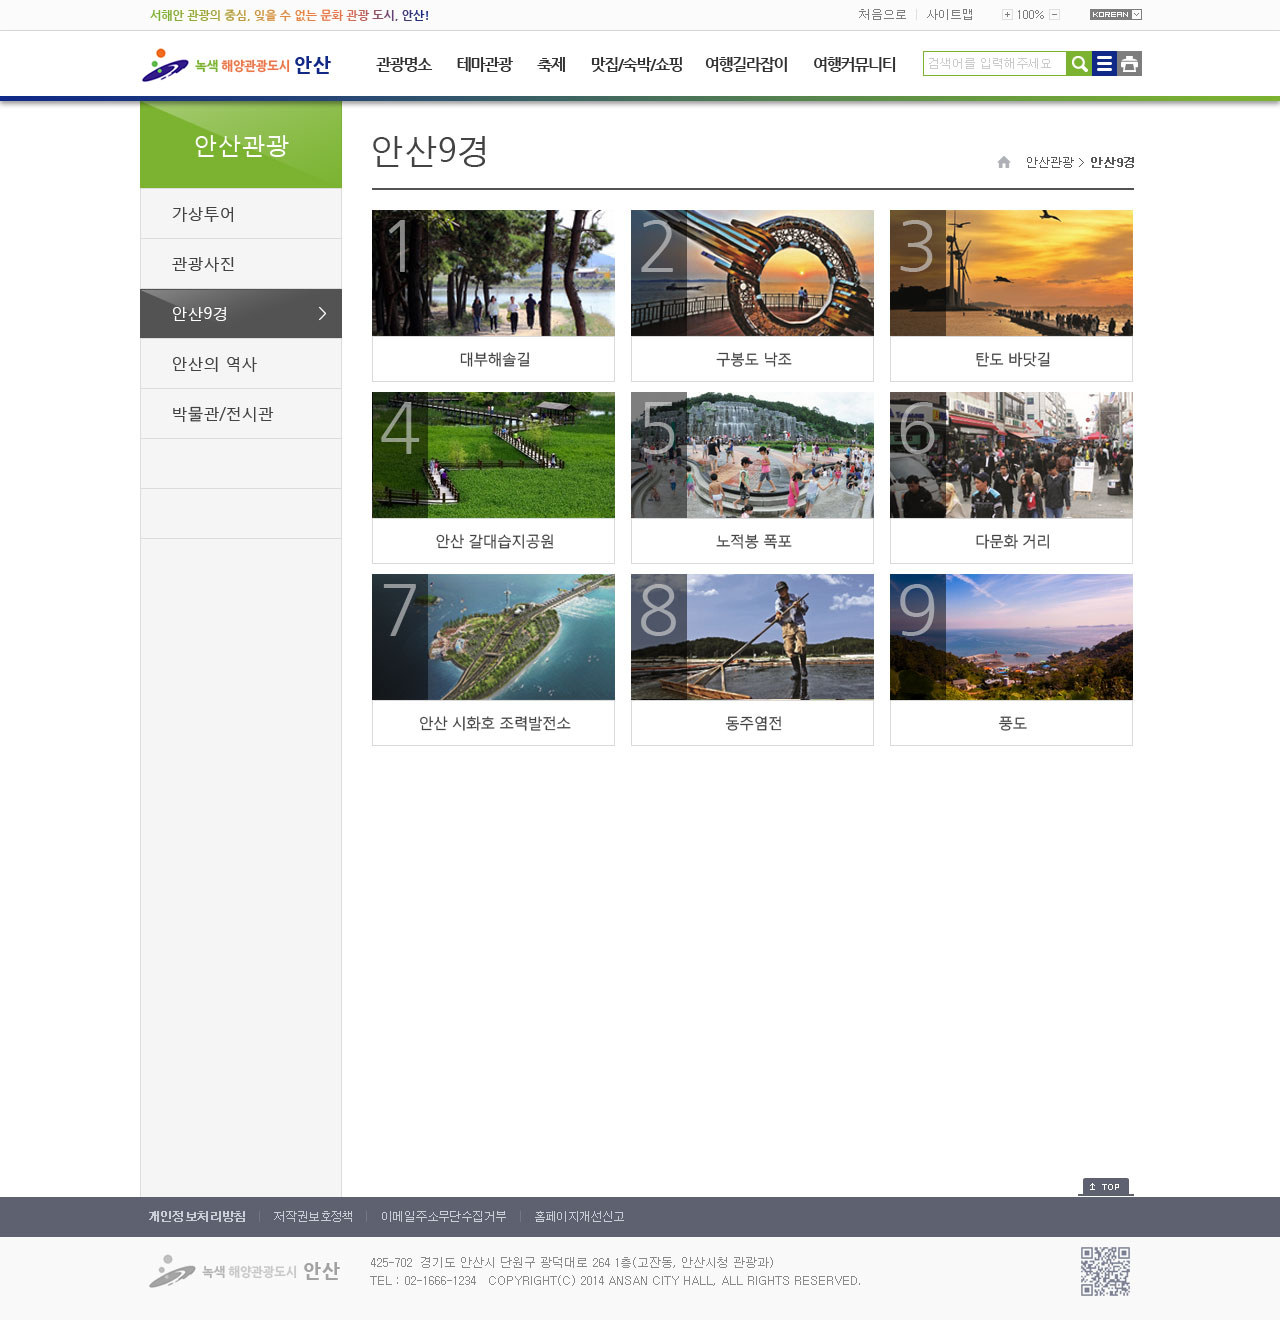 서해안 관광의 중심, 잊을 수 없는 문화 관광 도시, 안산!
처음으로 사이트맵 100% KOREAN
녹색 해양관광도시 안산
관광명소 테마관광 축제 맛집/숙박/쇼핑 여행길라잡이 여행커뮤니티 검색어를 입력해주세요
안산관광
가상투어
관광사진
안산9경
안산의 역사
박물관/전시관
안산9경
안산관광 > 안산9경
1 2 3
대부해솔길 구봉도 낙조 탄도 바닷길
4 5 6
안산 갈대습지공원 노적봉 폭포 다문화 거리
7 8 9
안산 시화호 조력발전소 동주염전 풍도
TOP
개인정보처리방침 저작권보호정책 이메일주소무단수집거부 홈페이지개선신고
녹색 해양관광도시 안산
425-702 경기도 안산시 단원구 광덕대로 264 1층(고잔동, 안산시청 관광과)
TEL : 02-1666-1234 COPYRIGHT(C) 2014 ANSAN CITY HALL, ALL RIGHTS RESERVED.